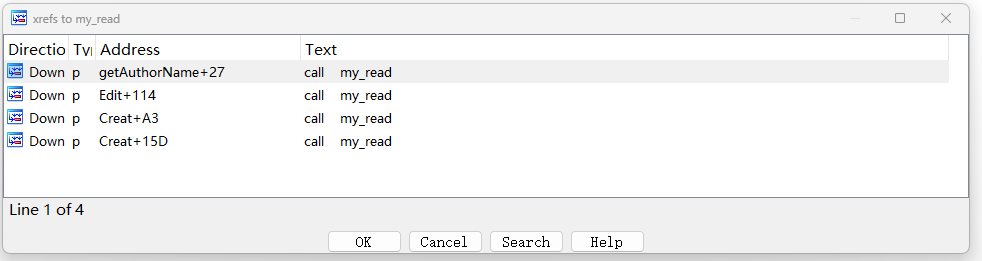 xrefs to my_read
Directio Ty Address Text
Down p getAuthorName+27 call my_read
Down p Edit+114 call my_read
Down p Creat+A3 call my_read
Down p Creat+15D call my_read
Line 1 of 4
OK Cancel Search Help